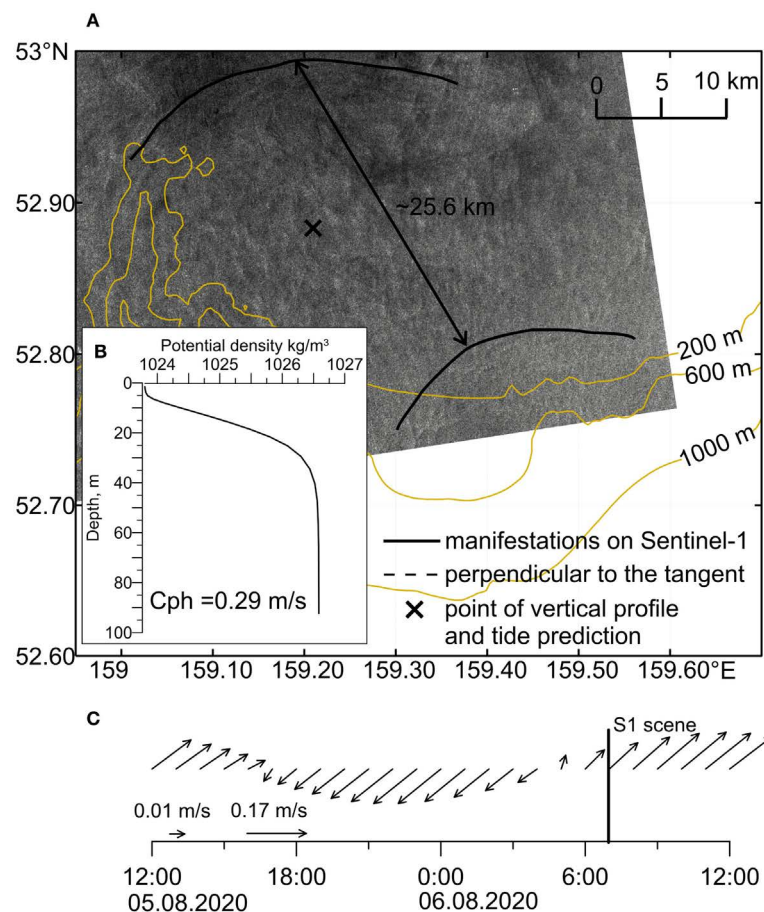 A
53°N
52.90
52.80
52.70
52.60
0 5 10 km
~25.6 km
200 m
600 m
1000 m
B
Potential density kg/m³
1024 1025 1026 1027
0
20
40
60
80
100
Depth, m
Cph =0.29 m/s
manifestations on Sentinel-1
perpendicular to the tangent
point of vertical profile
and tide prediction
159 159.10 159.20 159.30 159.40 159.50 159.60°E
C
S1 scene
0.01 m/s 0.17 m/s
12:00 18:00 0:00 6:00 12:00
05.08.2020 06.08.2020